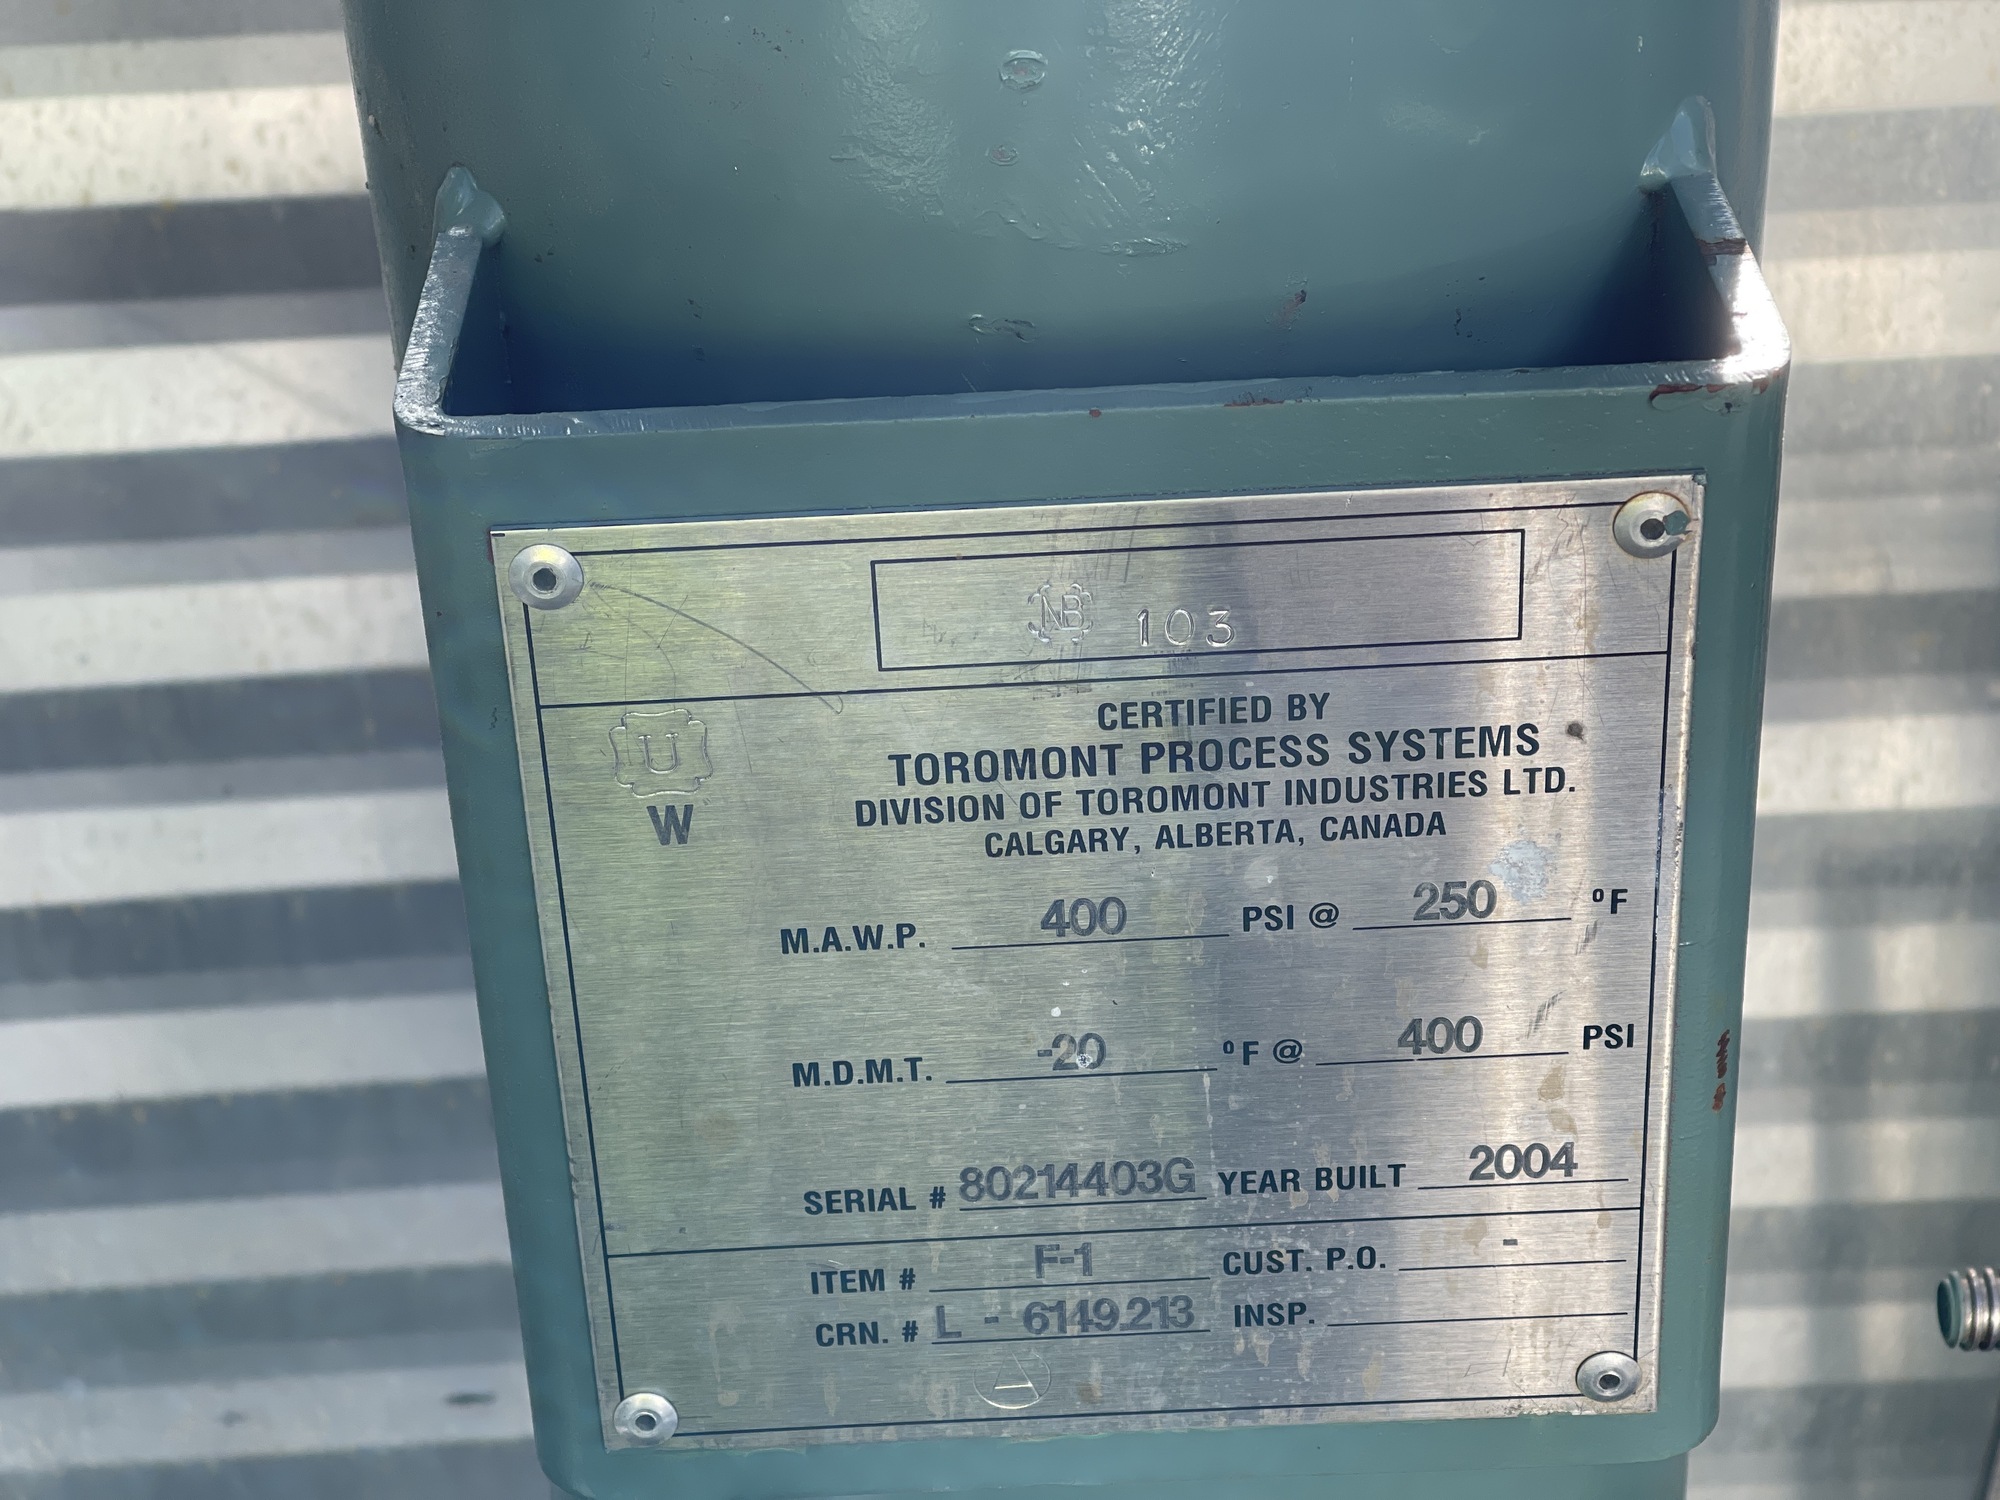 NB 103
U
W
CERTIFIED BY
TOROMONT PROCESS SYSTEMS
DIVISION OF TOROMONT INDUSTRIES LTD.
CALGARY, ALBERTA, CANADA
M.A.W.P. 400 PSI @ 250 °F
M.D.M.T. -20 °F @ 400 PSI
SERIAL # 80214403G YEAR BUILT 2004
ITEM # F-1 CUST. P.O. -
CRN. # L - 6149.213 INSP.
A